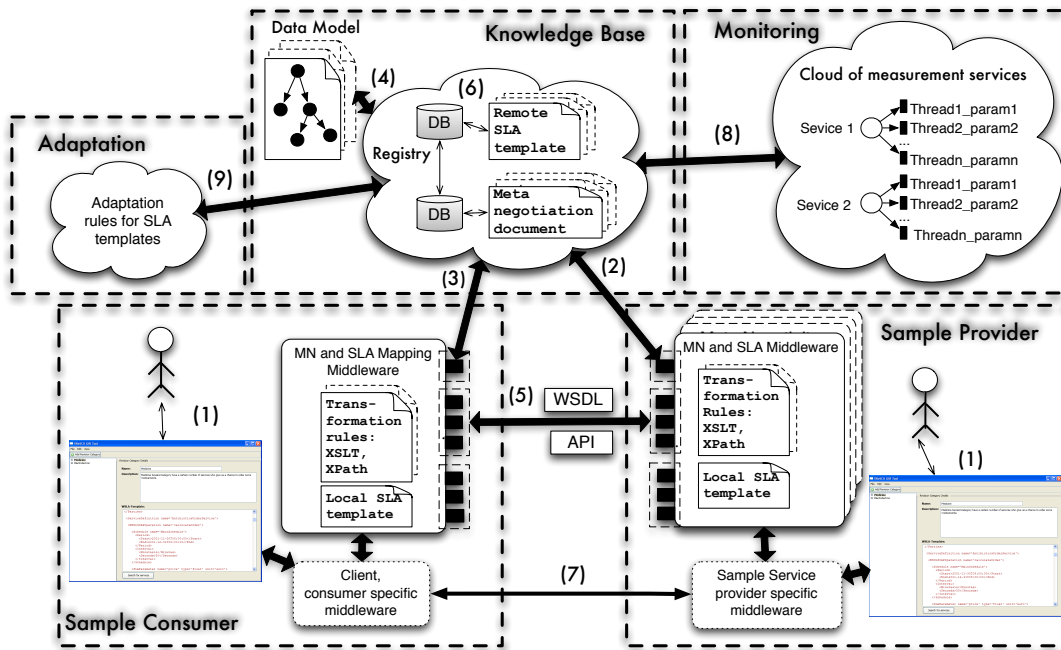 Data Model
Knowledge Base
Monitoring
(4)
(6)
DB
Remote
SLA
template
Registry
DB
Meta
negotiation
document
Cloud of measurement services
Sevice 1
Thread1_param1
Thread2_param2
...
Threadn_paramn
Sevice 2
Thread1_param1
Thread2_param2
...
Threadn_paramn
(8)
Adaptation
(9)
Adaptation
rules for SLA
templates
(3)
(2)
Sample Provider
MN and SLA Mapping
Middleware
Trans-
formation
rules:
XSLT,
XPath
Local SLA
template
(5)
WSDL
API
MN and SLA Middleware
Trans-
formation
Rules:
XSLT,
XPath
Local SLA
template
(1)
(1)
Name:
Description:
Name:
Description:
Client,
consumer specific
middleware
(7)
Sample Service
provider specific
middleware
Sample Consumer